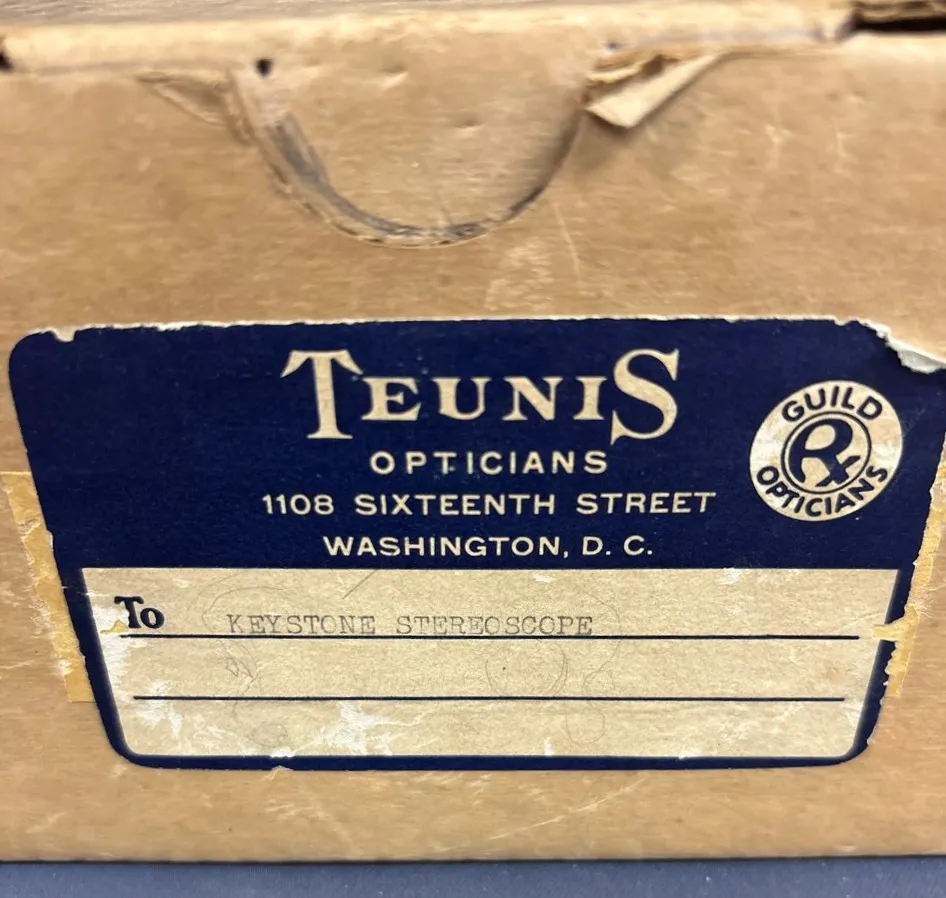 TEUNIS
OPTICIANS
1108 SIXTEENTH STREET
WASHINGTON, D. C.
GUILD
Rx
OPTICIANS
To KEYSTONE STEREOSCOPE